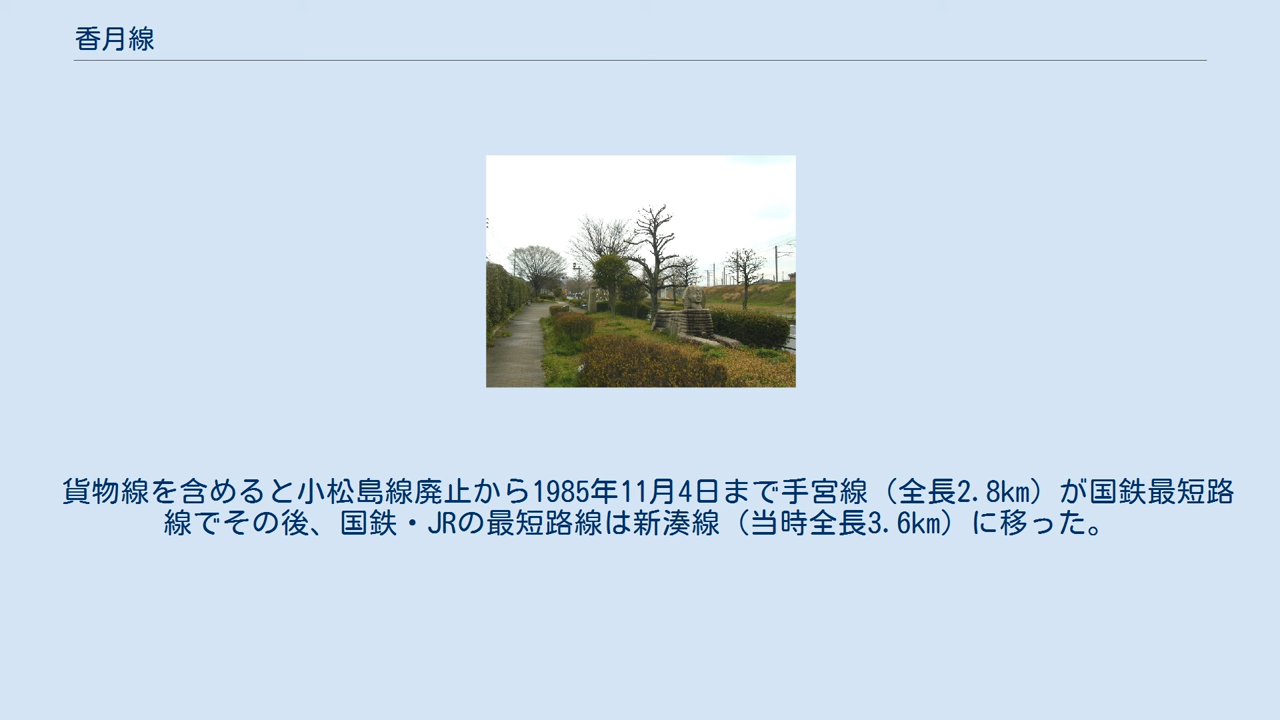 香月線
貨物線を含めると小松島線廃止から1985年11月4日まで手宮線（全長2.8km）が国鉄最短路
線でその後、国鉄・JRの最短路線は新湊線（当時全長3.6km）に移った。